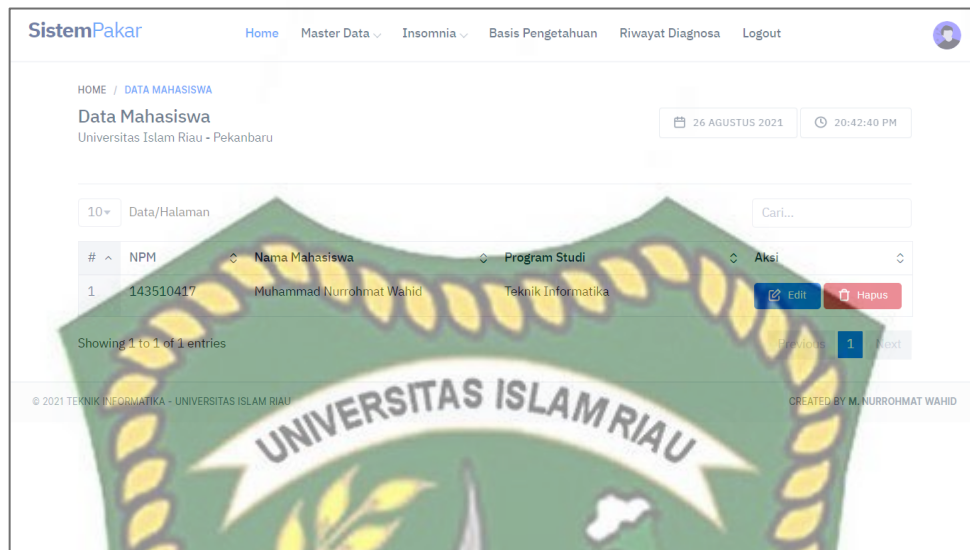 SistemPakar Home Master Data Insomnia Basis Pengetahuan Riwayat Diagnosa Logout
HOME / DATA MAHASISWA
Data Mahasiswa
Universitas Islam Riau - Pekanbaru
26 AGUSTUS 2021 20:42:40 PM
10 Data/Halaman Cari...
# NPM Nama Mahasiswa Program Studi Aksi
1 143510417 Muhammad Nurrohmat Wahid Teknik Informatika Edit Hapus
Showing 1 to 1 of 1 entries Previous 1 Next
© 2021 TEKNIK INFORMATIKA - UNIVERSITAS ISLAM RIAU CREATED BY M. NURROHMAT WAHID
UNIVERSITAS ISLAM RIAU